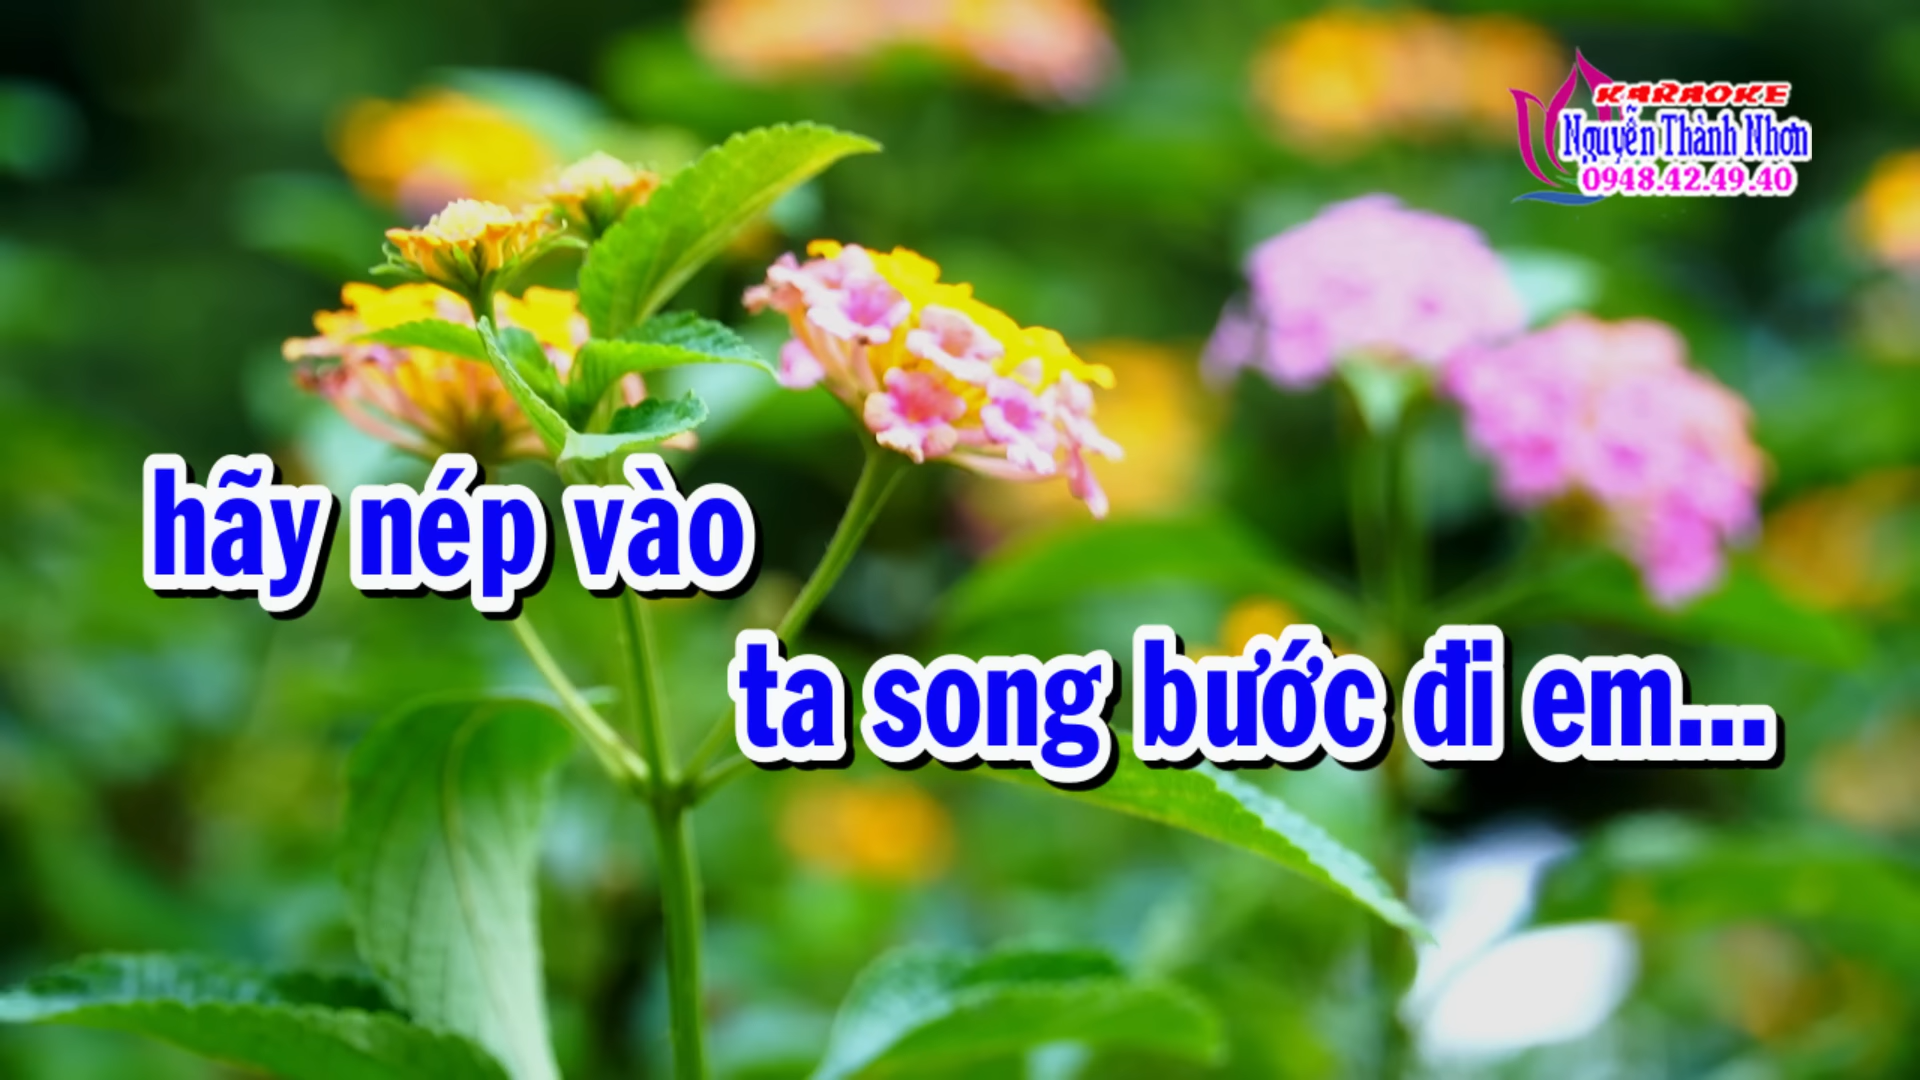 KARAOKE
Nguyễn Thành Nhơn
0948.42.49.40
hãy nép vào
ta song bước đi em...